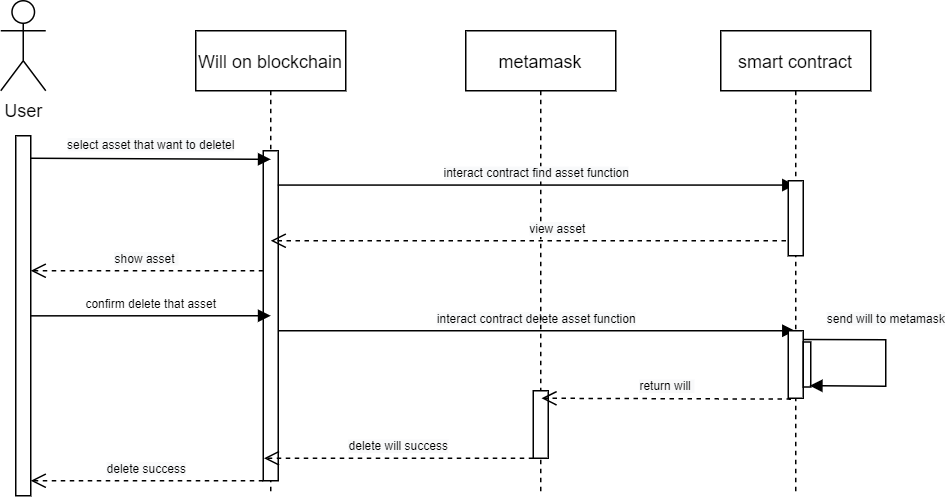 User
Will on blockchain
metamask
smart contract
select asset that want to deletel
interact contract find asset function
view asset
show asset
confirm delete that asset
interact contract delete asset function
send will to metamask
return will
delete will success
delete success